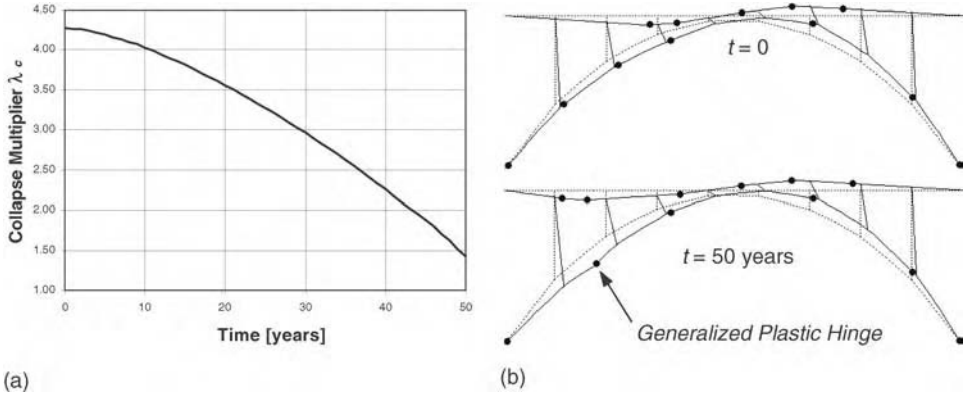 4.50
4.00
3.50
3.00
2.50
2.00
1.50
1.00
Collapse Multiplier λ c
0 10 20 30 40 50
Time [years]
(a)
t = 0
t = 50 years
Generalized Plastic Hinge
(b)